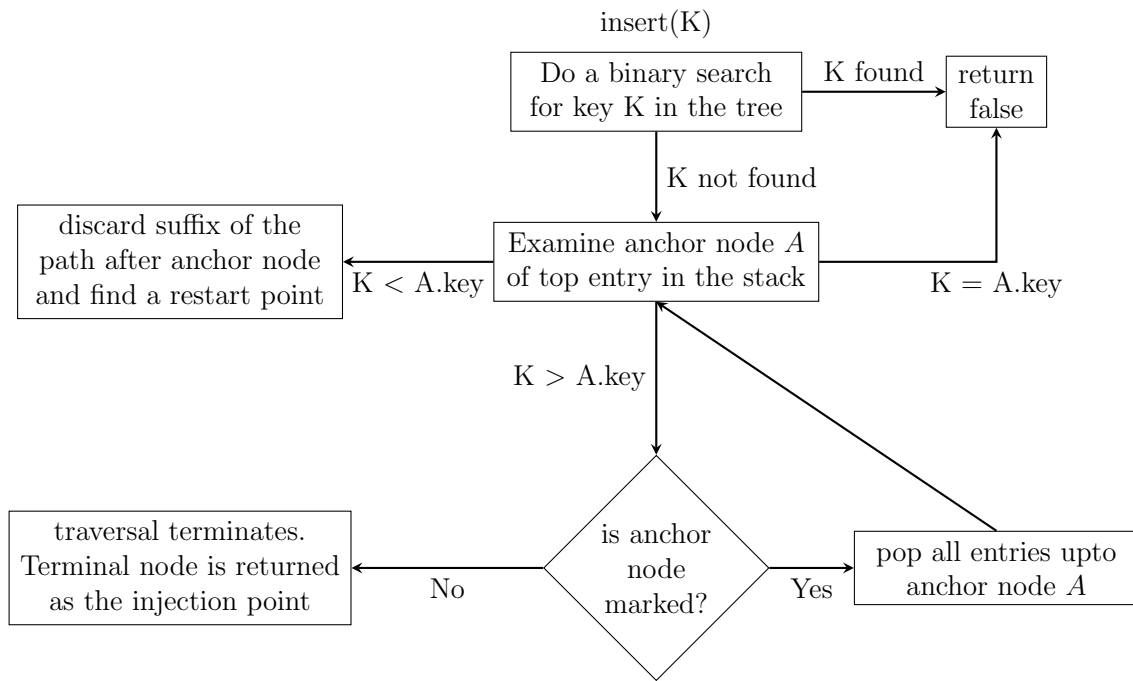 insert(K)
Do a binary search
for key K in the tree
K found
return
false
K not found
discard suffix of the
path after anchor node
and find a restart point
K < A.key
Examine anchor node A
of top entry in the stack
K = A.key
K > A.key
traversal terminates.
Terminal node is returned
as the injection point
No
is anchor
node
marked?
Yes
pop all entries upto
anchor node A